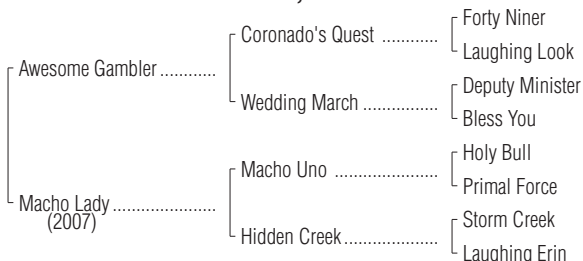 Forty Niner
Coronado's Quest ............
Laughing Look
Awesome Gambler ............
Deputy Minister
Wedding March ................
Bless You
Holy Bull
Macho Uno ......................
Primal Force
Macho Lady ......................
(2007)
Storm Creek
Hidden Creek....................
Laughing Erin